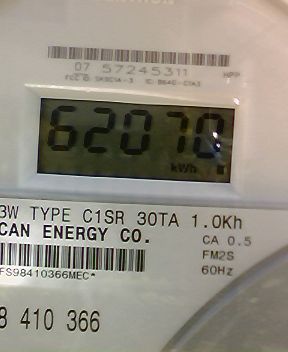 07 57245311
HPP
62070
kWh
3W TYPE C1SR 30TA 1.0Kh
CAN ENERGY CO.
CA 0.5
FM2S
60Hz
FS98410366MEC*
8 410 366